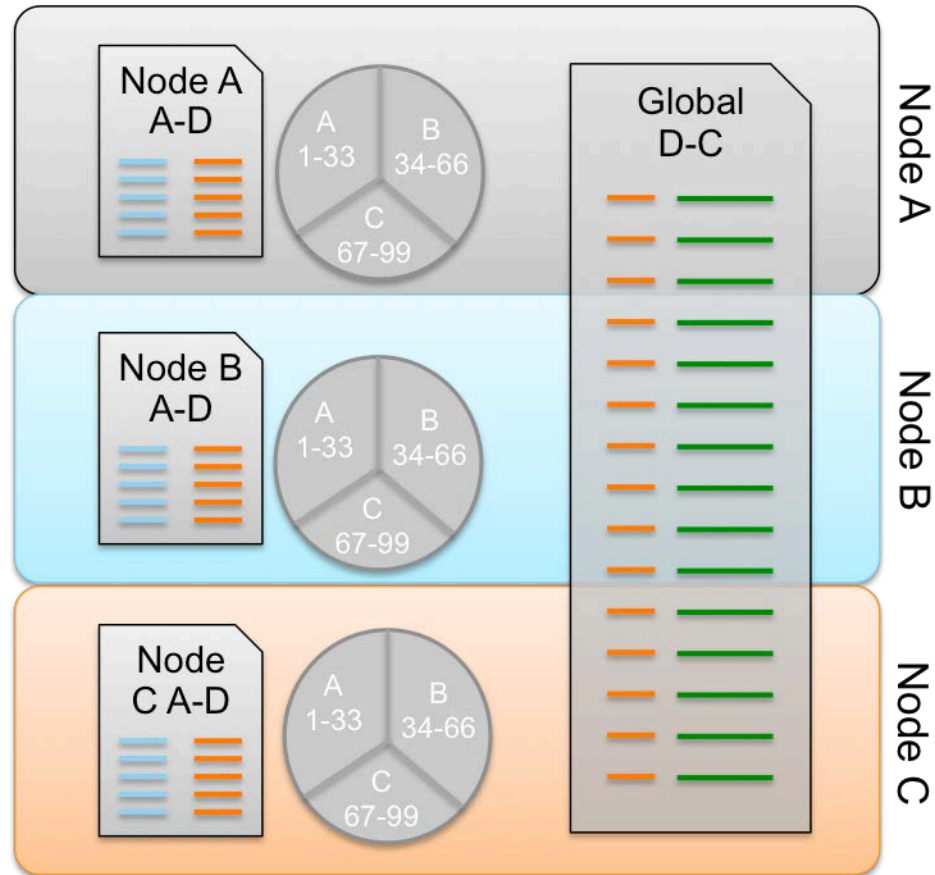 Node A
A-D
A
1-33
B
34-66
C
67-99
Global
D-C
Node A
Node B
A-D
A
1-33
B
34-66
C
67-99
Node B
Node
C A-D
A
1-33
B
34-66
C
67-99
Node C